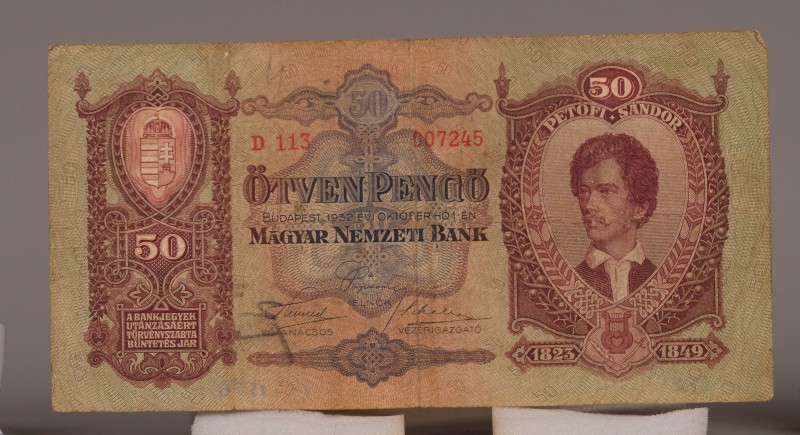 50
50
PETŐFI SÁNDOR
D 113 007245
ÖTVEN PENGŐ
BUDAPEST, 1932. ÉVI OKTÓBER HÓ 1-ÉN
MAGYAR NEMZETI BANK
50
ELNÖK
FŐTANÁCSOS
VEZÉRIGAZGATÓ
A BANKJEGYEK
UTÁNZÁSÁÉRT
TÖRVÉNYSZABTA
BÜNTETÉS JÁR
1823 1849